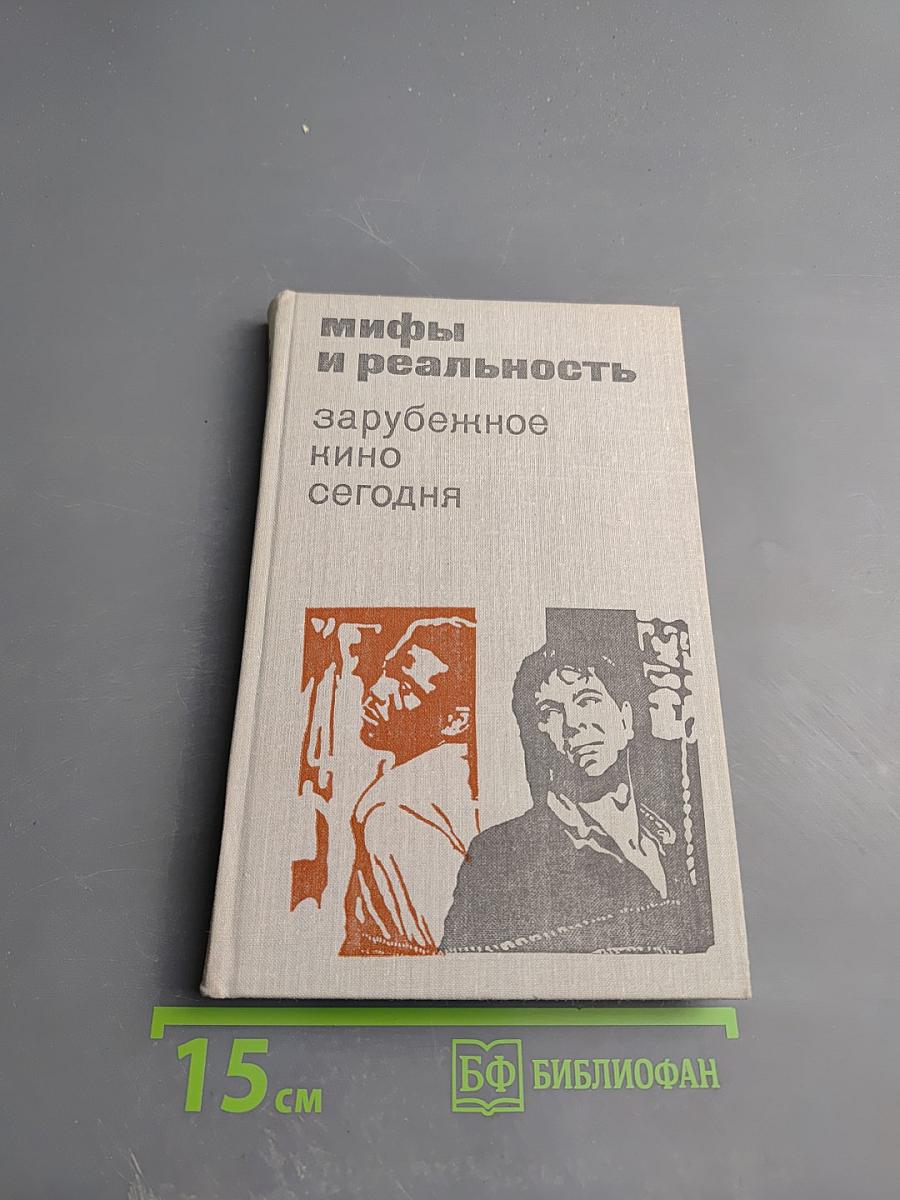 мифы
и реальность
зарубежное
кино
сегодня
15 см
БФ БИБЛИОФАН